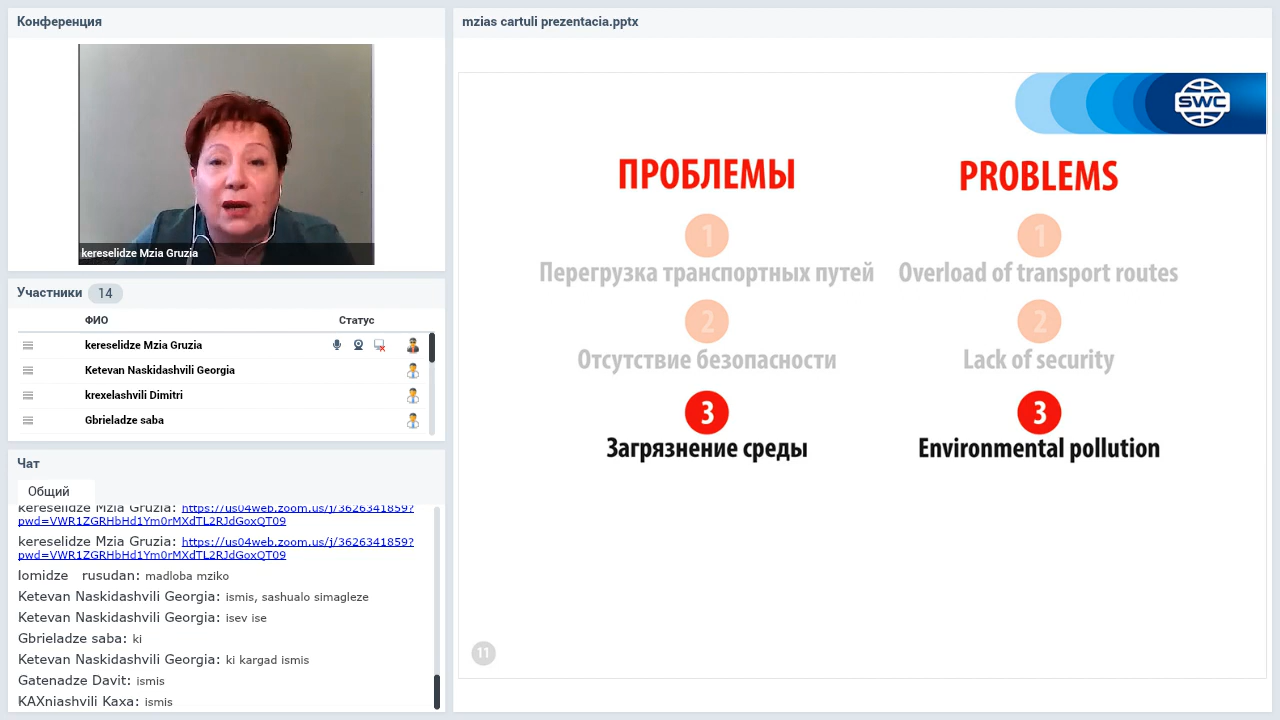 Конференция
kereselidze Mzia Gruzia
Участники 14
ФИО Статус
kereselidze Mzia Gruzia
Ketevan Naskidashvili Georgia
krexelashvili Dimitri
Gbrieladze saba
Чат
Общий
kereselidze Mzia Gruzia: https://us04web.zoom.us/j/3626341859?
pwd=VWR1ZGRHbHd1Ym0rMXdTL2RJdGoxQT09
kereselidze Mzia Gruzia: https://us04web.zoom.us/j/3626341859?
pwd=VWR1ZGRHbHd1Ym0rMXdTL2RJdGoxQT09
lomidze rusudan: madloba mziko
Ketevan Naskidashvili Georgia: ismis, sashualo simagleze
Ketevan Naskidashvili Georgia: isev ise
Gbrieladze saba: ki
Ketevan Naskidashvili Georgia: ki kargad ismis
Gatenadze Davit: ismis
KAXniashvili Kaxa: ismis
mzias cartuli prezentacia.pptx
SWC
ПРОБЛЕМЫ
1
Перегрузка транспортных путей
2
Отсутствие безопасности
3
Загрязнение среды
PROBLEMS
1
Overload of transport routes
2
Lack of security
3
Environmental pollution
11